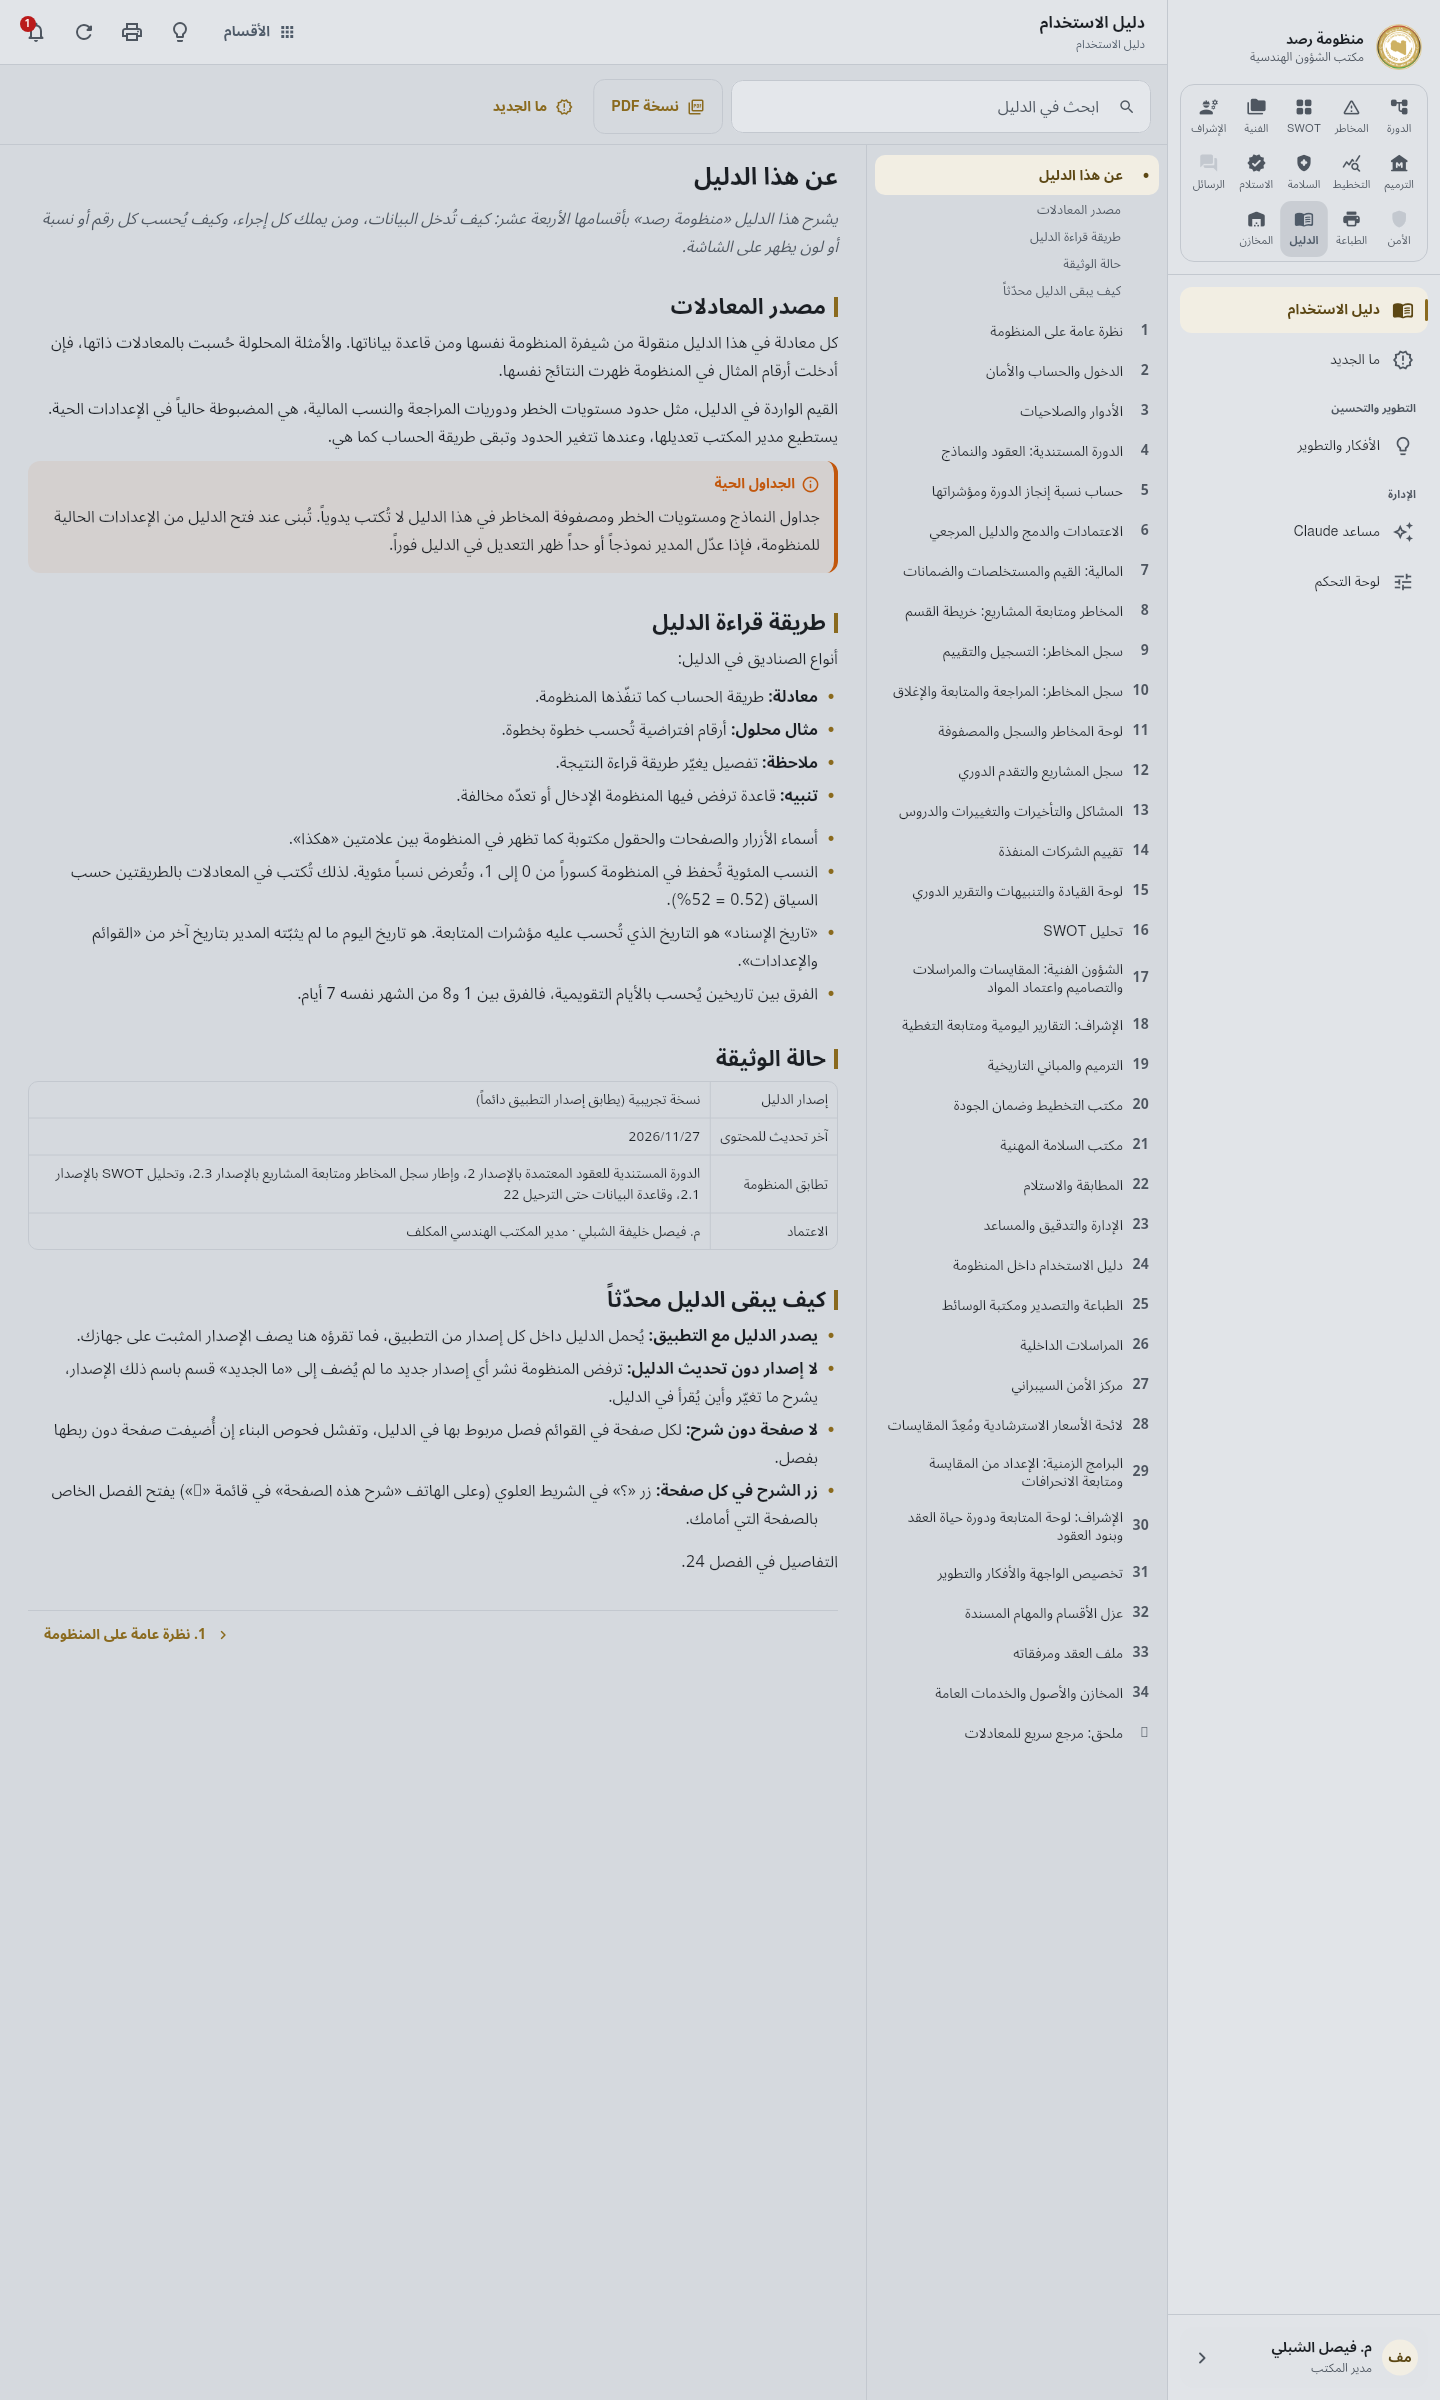 منظومة رصد
مكتب الشؤون الهندسية
الدورة
المخاطر
SWOT
الفنية
الإشراف
الترميم
التخطيط
السلامة
الاستلام
الرسائل
الأمن
الطباعة
الدليل
المخازن
دليل الاستخدام
ما الجديد
التطوير والتحسين
الأفكار والتطوير
الإدارة
مساعد Claude
لوحة التحكم
م. فيصل الشبلي
مدير المكتب
مف
دليل الاستخدام
دليل الاستخدام
الأقسام
1
ابحث في الدليل
نسخة PDF
ما الجديد
• عن هذا الدليل
مصدر المعادلات
طريقة قراءة الدليل
حالة الوثيقة
كيف يبقى الدليل محدّثاً
1 نظرة عامة على المنظومة
2 الدخول والحساب والأمان
3 الأدوار والصلاحيات
4 الدورة المستندية: العقود والنماذج
5 حساب نسبة إنجاز الدورة ومؤشراتها
6 الاعتمادات والدمج والدليل المرجعي
7 المالية: القيم والمستخلصات والضمانات
8 المخاطر ومتابعة المشاريع: خريطة القسم
9 سجل المخاطر: التسجيل والتقييم
10 سجل المخاطر: المراجعة والمتابعة والإغلاق
11 لوحة المخاطر والسجل والمصفوفة
12 سجل المشاريع والتقدم الدوري
13 المشاكل والتأخيرات والتغييرات والدروس
14 تقييم الشركات المنفذة
15 لوحة القيادة والتنبيهات والتقرير الدوري
16 تحليل SWOT
17 الشؤون الفنية: المقايسات والمراسلات
والتصاميم واعتماد المواد
18 الإشراف: التقارير اليومية ومتابعة التغطية
19 الترميم والمباني التاريخية
20 مكتب التخطيط وضمان الجودة
21 مكتب السلامة المهنية
22 المطابقة والاستلام
23 الإدارة والتدقيق والمساعد
24 دليل الاستخدام داخل المنظومة
25 الطباعة والتصدير ومكتبة الوسائط
26 المراسلات الداخلية
27 مركز الأمن السيبراني
28 لائحة الأسعار الاسترشادية ومُعِدّ المقايسات
29 البرامج الزمنية: الإعداد من المقايسة
ومتابعة الانحرافات
30 الإشراف: لوحة المتابعة ودورة حياة العقد
وبنود العقود
31 تخصيص الواجهة والأفكار والتطوير
32 عزل الأقسام والمهام المسندة
33 ملف العقد ومرفقاته
34 المخازن والأصول والخدمات العامة
ملحق: مرجع سريع للمعادلات
عن هذا الدليل
يشرح هذا الدليل «منظومة رصد» بأقسامها الأربعة عشر: كيف تُدخل البيانات، ومن يملك كل إجراء، وكيف يُحسب كل رقم أو نسبة
أو لون يظهر على الشاشة.
مصدر المعادلات
كل معادلة في هذا الدليل منقولة من شيفرة المنظومة نفسها ومن قاعدة بياناتها. والأمثلة المحلولة حُسبت بالمعادلات ذاتها، فإن
أدخلت أرقام المثال في المنظومة ظهرت النتائج نفسها.
القيم الواردة في الدليل، مثل حدود مستويات الخطر ودوريات المراجعة والنسب المالية، هي المضبوطة حالياً في الإعدادات الحية.
يستطيع مدير المكتب تعديلها، وعندها تتغير الحدود وتبقى طريقة الحساب كما هي.
الجداول الحية
جداول النماذج ومستويات الخطر ومصفوفة المخاطر في هذا الدليل لا تُكتب يدوياً. تُبنى عند فتح الدليل من الإعدادات الحالية
للمنظومة، فإذا عدّل المدير نموذجاً أو حداً ظهر التعديل في الدليل فوراً.
طريقة قراءة الدليل
أنواع الصناديق في الدليل:
• معادلة: طريقة الحساب كما تنفّذها المنظومة.
• مثال محلول: أرقام افتراضية تُحسب خطوة بخطوة.
• ملاحظة: تفصيل يغيّر طريقة قراءة النتيجة.
• تنبيه: قاعدة ترفض فيها المنظومة الإدخال أو تعدّه مخالفة.
• أسماء الأزرار والصفحات والحقول مكتوبة كما تظهر في المنظومة بين علامتين «هكذا».
• النسب المئوية تُحفظ في المنظومة كسوراً من 0 إلى 1، وتُعرض نسباً مئوية. لذلك تُكتب في المعادلات بالطريقتين حسب
السياق (0.52 = 52%).
• «تاريخ الإسناد» هو التاريخ الذي تُحسب عليه مؤشرات المتابعة. هو تاريخ اليوم ما لم يثبّته المدير بتاريخ آخر من «القوائم
والإعدادات».
• الفرق بين تاريخين يُحسب بالأيام التقويمية، فالفرق بين 1 و8 من الشهر نفسه 7 أيام.
حالة الوثيقة
إصدار الدليل نسخة تجريبية (يطابق إصدار التطبيق دائماً)
آخر تحديث للمحتوى 2026/11/27
تطابق المنظومة الدورة المستندية للعقود المعتمدة بالإصدار 2، وإطار سجل المخاطر ومتابعة المشاريع بالإصدار 2.3، وتحليل SWOT بالإصدار
2.1، وقاعدة البيانات حتى الترحيل 22
الاعتماد م. فيصل خليفة الشبلي · مدير المكتب الهندسي المكلف
كيف يبقى الدليل محدّثاً
• يصدر الدليل مع التطبيق: يُحمل الدليل داخل كل إصدار من التطبيق، فما تقرؤه هنا يصف الإصدار المثبت على جهازك.
• لا إصدار دون تحديث الدليل: ترفض المنظومة نشر أي إصدار جديد ما لم يُضف إلى «ما الجديد» قسم باسم ذلك الإصدار،
يشرح ما تغيّر وأين يُقرأ في الدليل.
• لا صفحة دون شرح: لكل صفحة في القوائم فصل مربوط بها في الدليل، وتفشل فحوص البناء إن أُضيفت صفحة دون ربطها
بفصل.
• زر الشرح في كل صفحة: زر «؟» في الشريط العلوي (وعلى الهاتف «شرح هذه الصفحة» في قائمة «») يفتح الفصل الخاص
بالصفحة التي أمامك.
التفاصيل في الفصل 24.
1. نظرة عامة على المنظومة